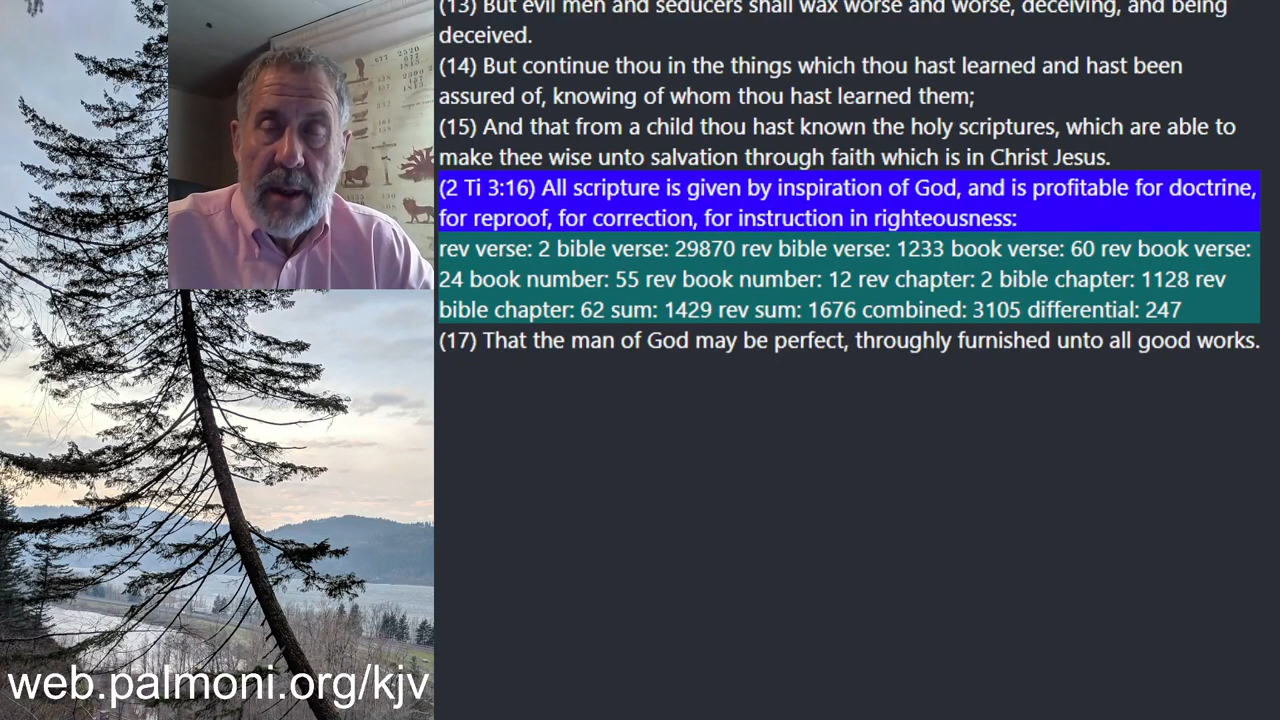 (13) But evil men and seducers shall wax worse and worse, deceiving, and being
deceived.
(14) But continue thou in the things which thou hast learned and hast been
assured of, knowing of whom thou hast learned them;
(15) And that from a child thou hast known the holy scriptures, which are able to
make thee wise unto salvation through faith which is in Christ Jesus.
(2 Ti 3:16) All scripture is given by inspiration of God, and is profitable for doctrine,
for reproof, for correction, for instruction in righteousness:
rev verse: 2 bible verse: 29870 rev bible verse: 1233 book verse: 60 rev book verse:
24 book number: 55 rev book number: 12 rev chapter: 2 bible chapter: 1128 rev
bible chapter: 62 sum: 1429 rev sum: 1676 combined: 3105 differential: 247
(17) That the man of God may be perfect, throughly furnished unto all good works.
677 2520
web.palmoni.org/kjv